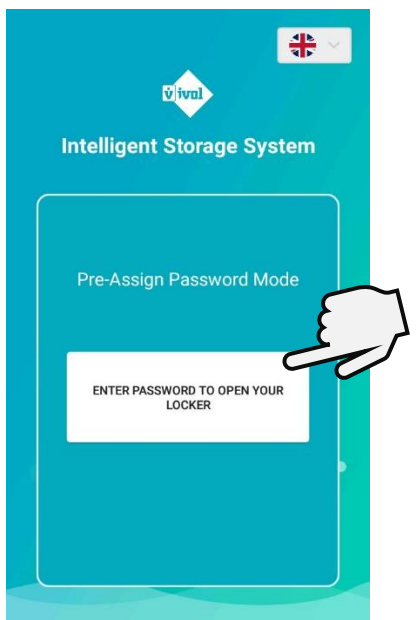 vivol
Intelligent Storage System
Pre-Assign Password Mode
ENTER PASSWORD TO OPEN YOUR
LOCKER